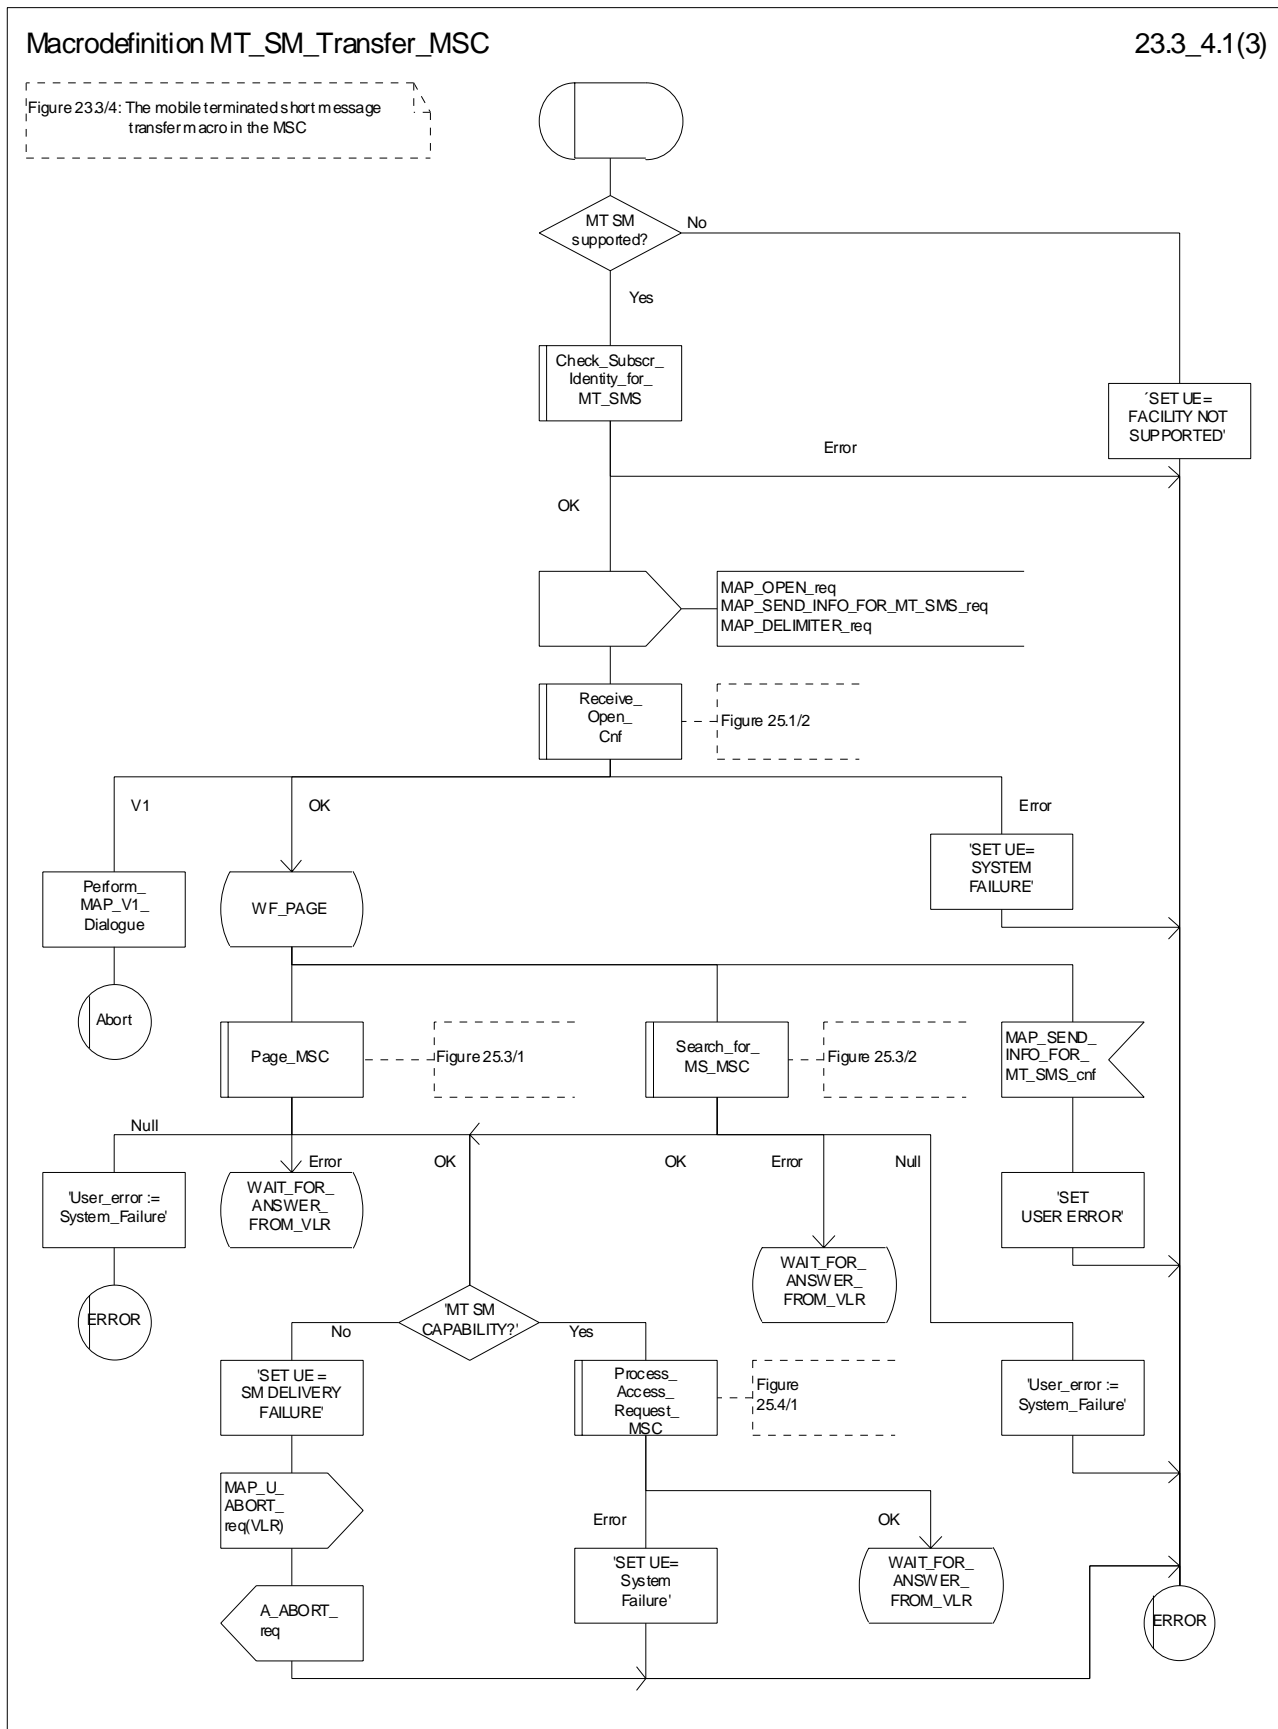 Macrodefinition MT_SM_Transfer_MSC
23.3_4.1(3)
Figure 23.3/4: The mobile terminated short message
transfer macro in the MSC
MT SM
supported?
No
Yes
Check_Subscr_
Identity_for_
MT_SMS
´SET UE=
FACILITY NOT
SUPPORTED'
Error
OK
MAP_OPEN_req
MAP_SEND_INFO_FOR_MT_SMS_req
MAP_DELIMITER_req
Receive_
Open_
Cnf
Figure 25.1/2
V1
OK
Error
'SET UE=
SYSTEM
FAILURE'
Perform_
MAP_V1_
Dialogue
WF_PAGE
Abort
Page_MSC
Figure 25.3/1
Search_for_
MS_MSC
Figure 25.3/2
MAP_SEND_
INFO_FOR_
MT_SMS_cnf
Null
Error
OK
OK
Error
Null
'User_error :=
System_Failure'
WAIT_FOR_
ANSWER_
FROM_VLR
'SET
USER ERROR'
WAIT_FOR_
ANSWER_
FROM_VLR
ERROR
'MT SM
CAPABILITY?'
No
Yes
'SET UE =
SM DELIVERY
FAILURE'
Process_
Access_
Request_
MSC
Figure
25.4/1
'User_error :=
System_Failure'
MAP_U_
ABORT_
req(VLR)
Error
OK
'SET UE=
System
Failure'
WAIT_FOR_
ANSWER_
FROM_VLR
A_ABORT_
req
ERROR